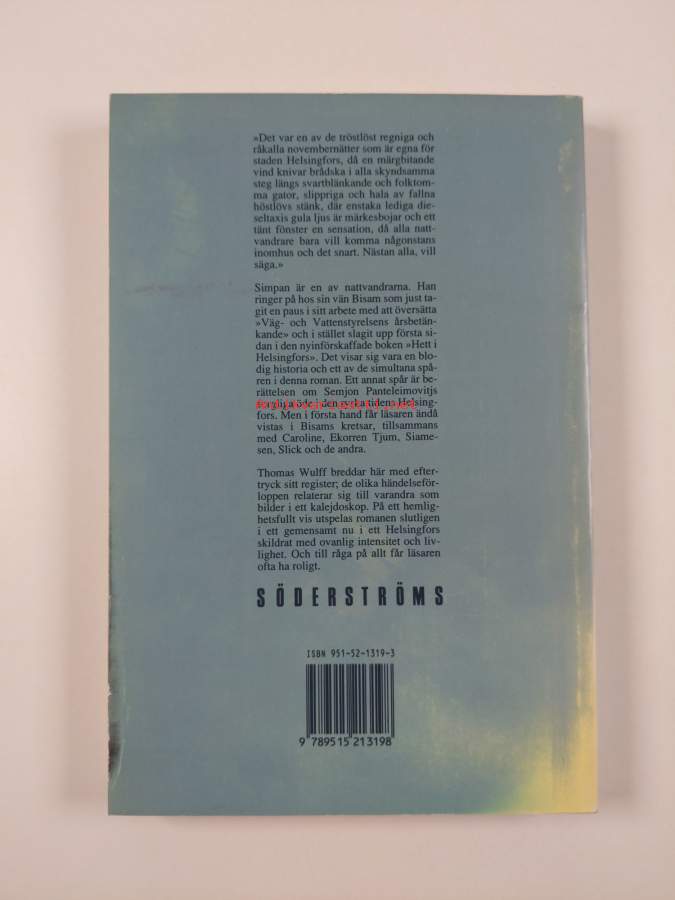 »Det var en av de tröstlöst regniga och
råkalla novembernätter som är egna för
staden Helsingfors, då en märgbitande
vind knivar brådska i alla skyndsamma
steg längs svartblänkande och folktom-
ma gator, slippriga och hala av fallna
höstlövs stänk, där enstaka lediga die-
seltaxis gula ljus är märkesbojar och ett
tänt fönster en sensation, då alla natt-
vandrare bara vill komma någonstans
inomhus och det snart. Nästan alla, vill
säga.»
Simpan är en av nattvandrarna. Han
ringer på hos sin vän Bisam som just ta-
git en paus i sitt arbete med att översätta
»Väg- och Vattenstyrelsens årsbetän-
kande» och i stället slagit upp första si-
dan i den nyinförskaffade boken »Hett i
Helsingfors». Det visar sig vara en blo-
dig historia och ett av de simultana spå-
ren i denna roman. Ett annat spår är be-
rättelsen om Semjon Panteleimovitjs
i den ryska tidens Helsing-
fors. Men i första hand får läsaren ändå
vistas i Bisams kretsar, tillsammans
med Caroline, Ekorren Tjum, Siame-
sen, Slick och de andra.
Thomas Wulff breddar här med efter-
tryck sitt register; de olika händelseför-
loppen relaterar sig till varandra som
bilder i ett kalejdoskop. På ett hemlig-
hetsfullt vis utspelas romanen slutligen
i ett gemensamt nu i ett Helsingfors
skildrat med ovanlig intensitet och liv-
lighet. Och till råga på allt får läsaren
ofta ha roligt.
SÖDERSTRÖMS
ISBN 951-52-1319-3
9 789515 213198